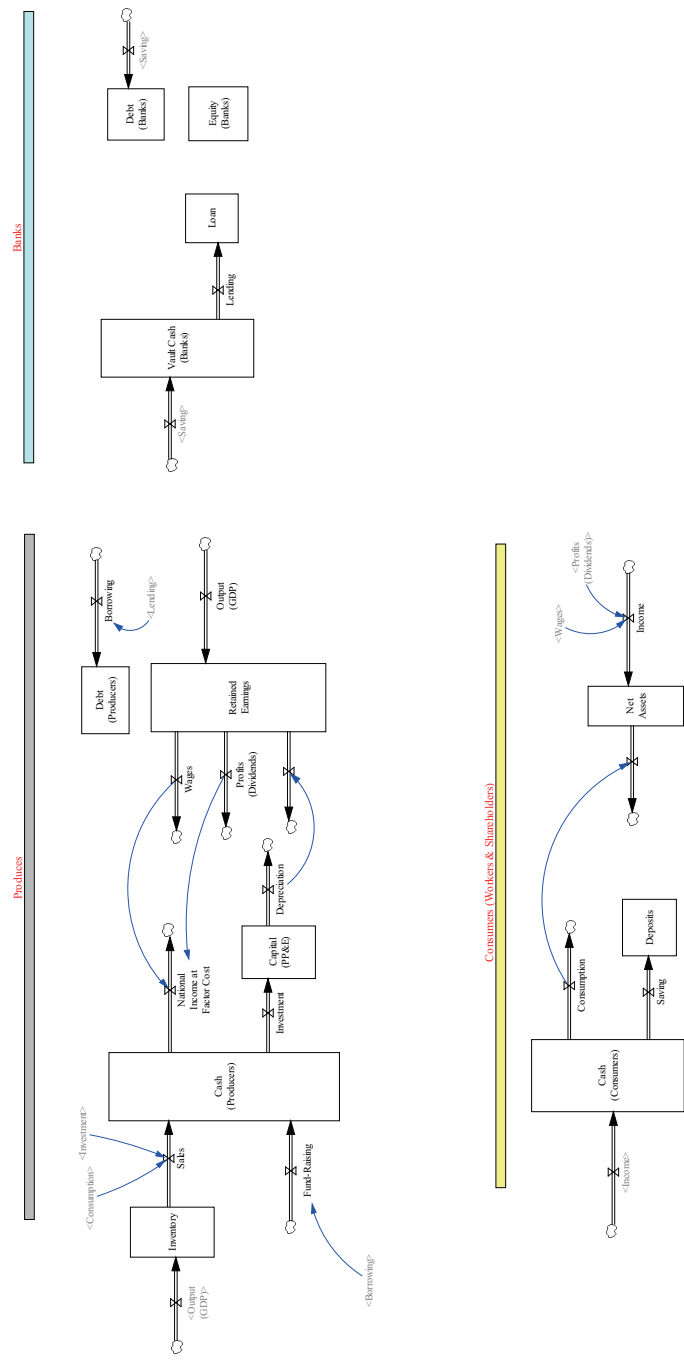 Produces
<Consumption>
<Investment>
<Output
(GDP)>
Inventory
Sales
Cash
(Producers)
National
Income at
Factor Cost
Wages
Profits
(Dividends)
Retained
Earnings
Output
(GDP)
Debt
(Producers)
Borrowing
<Lending>
Investment
Capital
(PP&E)
Depreciation
Fund-Raising
<Borrowing>
Banks
<Saving>
Vault Cash
(Banks)
Lending
Loan
Debt
(Banks)
<Saving>
Equity
(Banks)
Consumers (Workers & Shareholders)
<Income>
Cash
(Consumers)
Consumption
Saving
Deposits
Net
Assets
Income
<Wages>
<Profits
(Dividends)>